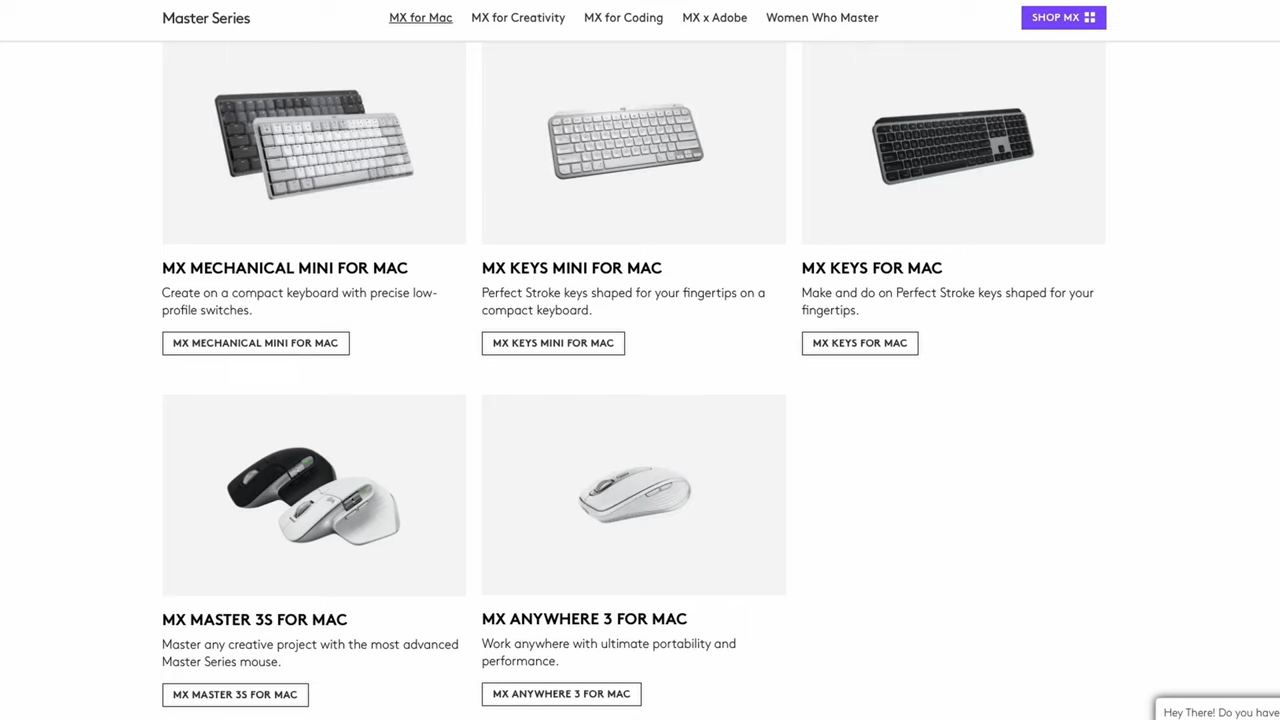 Master Series
MX for Mac
MX for Creativity
MX for Coding
MX x Adobe
Women Who Master
SHOP MX
MX MECHANICAL MINI FOR MAC
Create on a compact keyboard with precise low-
profile switches.
MX MECHANICAL MINI FOR MAC
MX KEYS MINI FOR MAC
Perfect Stroke keys shaped for your fingertips on a
compact keyboard.
MX KEYS MINI FOR MAC
MX KEYS FOR MAC
Make and do on Perfect Stroke keys shaped for your
fingertips.
MX KEYS FOR MAC
MX MASTER 3S FOR MAC
Master any creative project with the most advanced
Master Series mouse.
MX MASTER 3S FOR MAC
MX ANYWHERE 3 FOR MAC
Work anywhere with ultimate portability and
performance.
MX ANYWHERE 3 FOR MAC
Hey There! Do you have